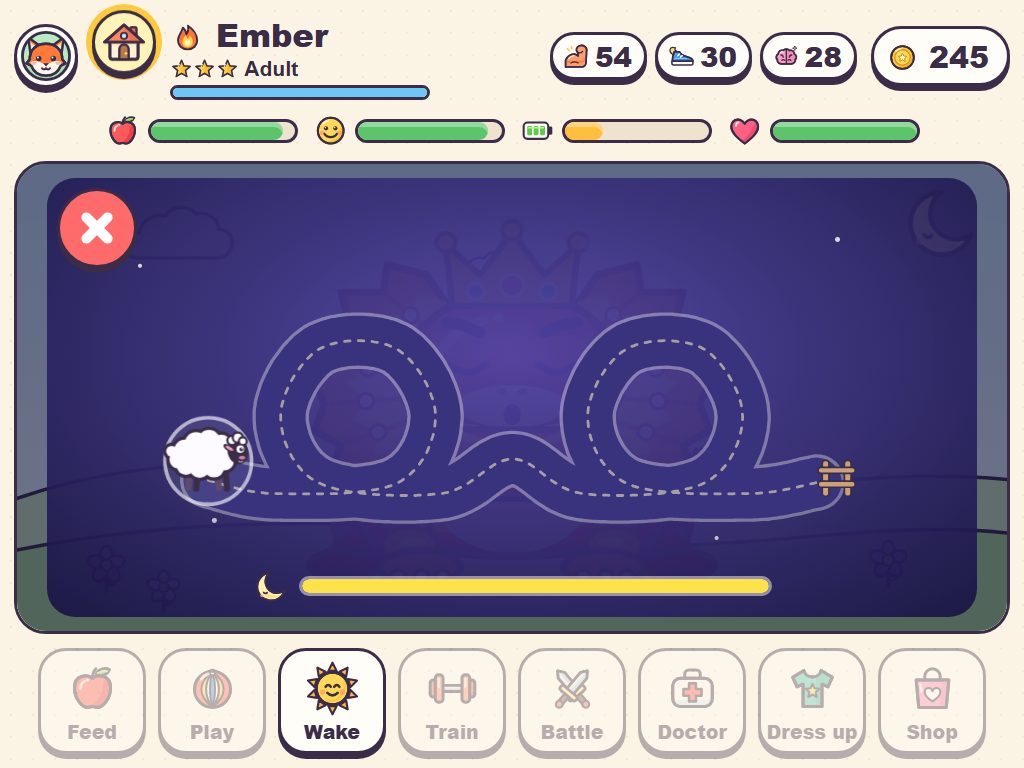 Ember
Adult
54
30
28
245
Feed
Play
Wake
Train
Battle
Doctor
Dress up
Shop